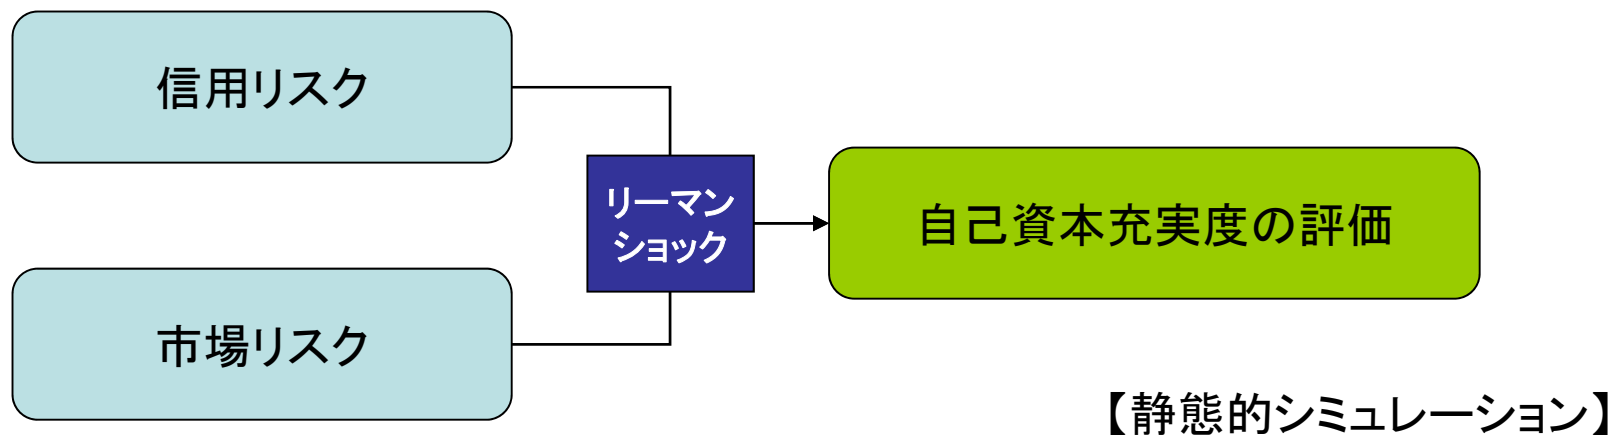 信用リスク
リーマン
ショック
自己資本充実度の評価
市場リスク
【静態的シミュレーション】